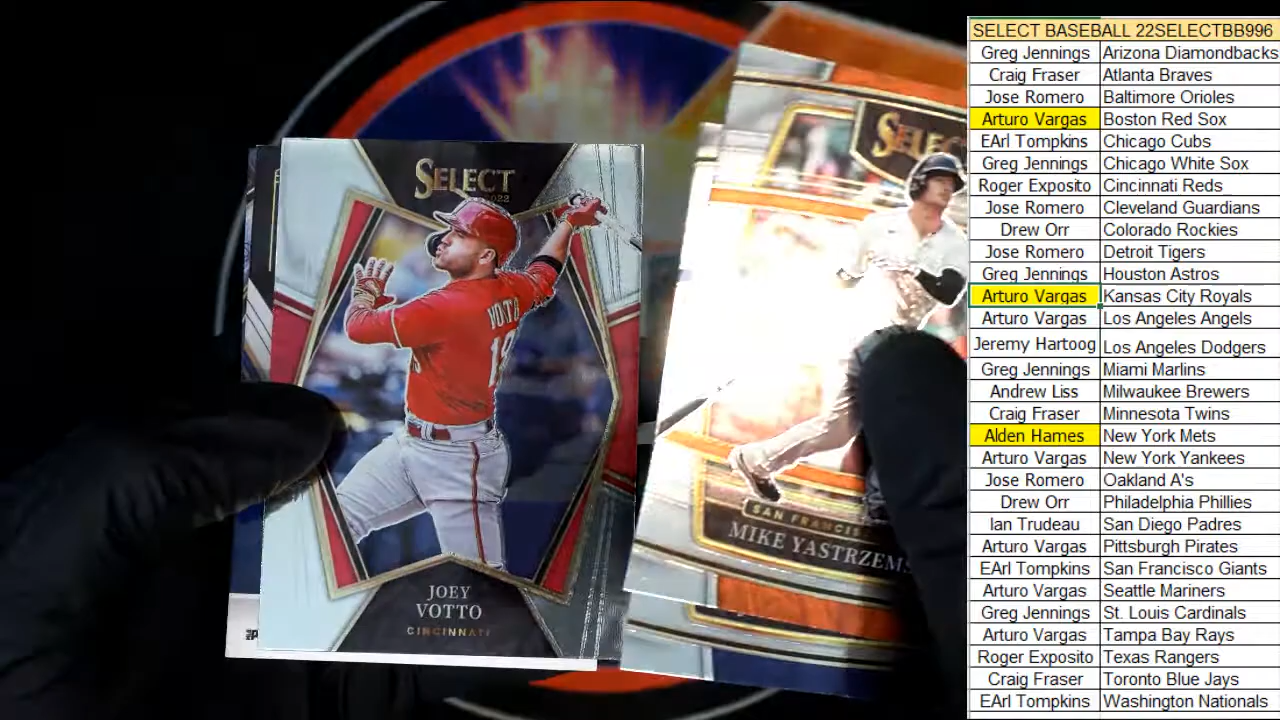 SELECT
2022
VOTTO
19
JOEY
VOTTO
CINCINNATI
SELECT
SAN FRANCIS
MIKE YASTRZEMS
SELECT BASEBALL 22SELECTBB996
Greg Jennings Arizona Diamondbacks
Craig Fraser Atlanta Braves
Jose Romero Baltimore Orioles
Arturo Vargas Boston Red Sox
EArl Tompkins Chicago Cubs
Greg Jennings Chicago White Sox
Roger Exposito Cincinnati Reds
Jose Romero Cleveland Guardians
Drew Orr Colorado Rockies
Jose Romero Detroit Tigers
Greg Jennings Houston Astros
Arturo Vargas Kansas City Royals
Arturo Vargas Los Angeles Angels
Jeremy Hartoog Los Angeles Dodgers
Greg Jennings Miami Marlins
Andrew Liss Milwaukee Brewers
Craig Fraser Minnesota Twins
Alden Hames New York Mets
Arturo Vargas New York Yankees
Jose Romero Oakland A's
Drew Orr Philadelphia Phillies
Ian Trudeau San Diego Padres
Arturo Vargas Pittsburgh Pirates
EArl Tompkins San Francisco Giants
Arturo Vargas Seattle Mariners
Greg Jennings St. Louis Cardinals
Arturo Vargas Tampa Bay Rays
Roger Exposito Texas Rangers
Craig Fraser Toronto Blue Jays
EArl Tompkins Washington Nationals